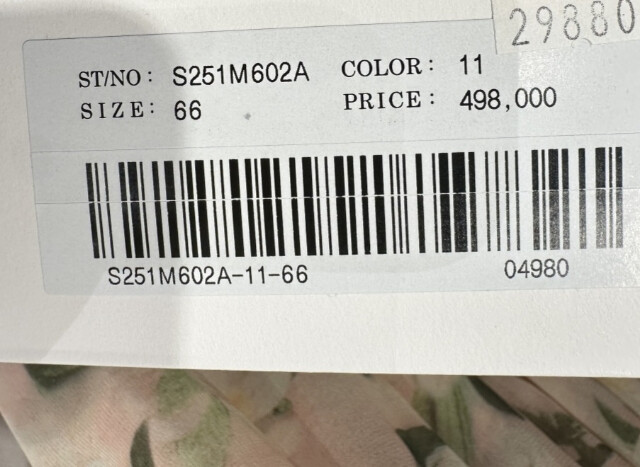 29880
ST/NO: S251M602A COLOR: 11
SIZE: 66 PRICE: 498,000
S251M602A-11-66 04980